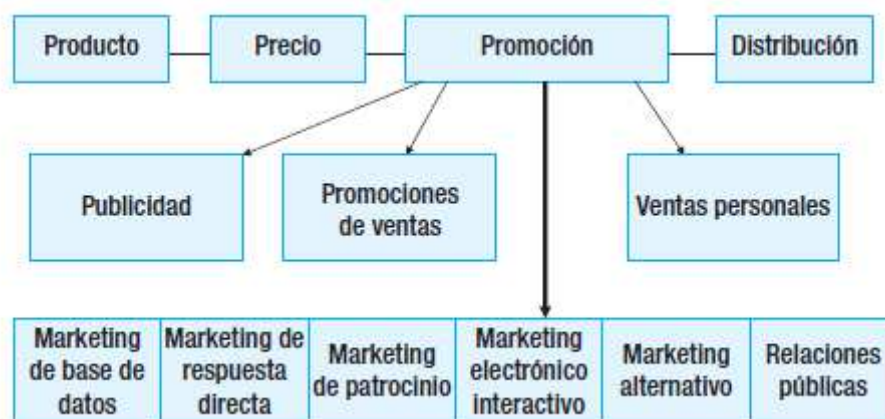 Producto
Precio
Promoción
Distribución
Publicidad
Promociones
de ventas
Ventas personales
Marketing
de base de
datos
Marketing de
respuesta
directa
Marketing
de patrocinio
Marketing
electrónico
interactivo
Marketing
alternativo
Relaciones
públicas